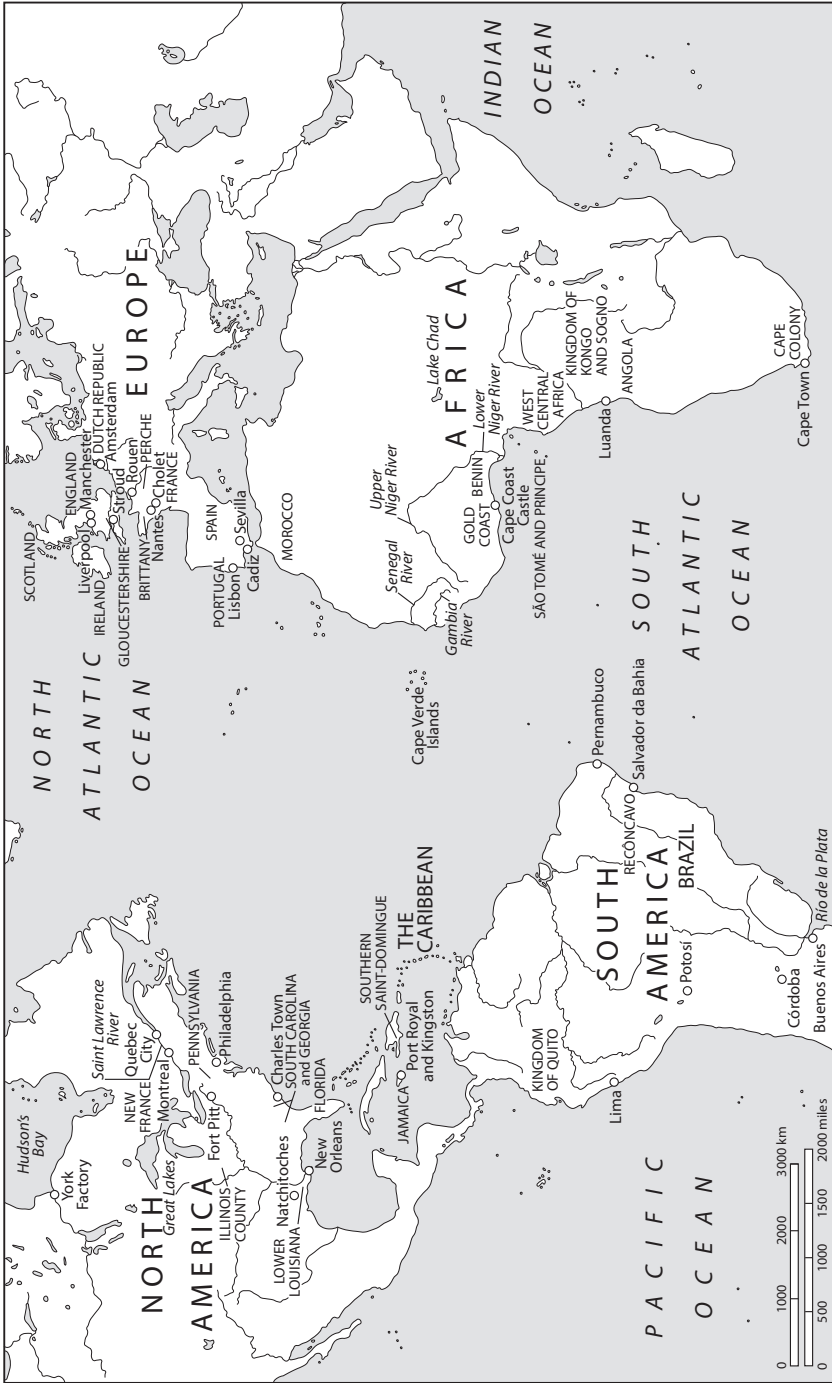 NORTH
ATLANTIC
OCEAN
Hudson's
Bay
York
Factory
Saint Lawrence
River
NEW
FRANCE
Quebec
City
Montreal
NORTH
AMERICA
Great Lakes
Fort Pitt
PENNSYLVANIA
Philadelphia
ILLINOIS
COUNTY
Charles Town
SOUTH CAROLINA
and GEORGIA
FLORIDA
LOWER
LOUISIANA
Natchitoches
New
Orleans
SOUTHERN
SAINT-DOMINGUE
THE
CARIBBEAN
JAMAICA
Port Royal
and Kingston
KINGDOM
OF QUITO
Lima
SOUTH
AMERICA
RECÔNCAVO
BRAZIL
Pernambuco
Salvador da Bahia
Potosí
Córdoba
Buenos Aires
Río de la Plata
PACIFIC
OCEAN
0 1000 2000 3000 km
0 500 1000 1500 2000 miles
SCOTLAND
ENGLAND
Liverpool
Manchester
IRELAND
DUTCH REPUBLIC
Amsterdam
GLOUCESTERSHIRE
Stroud
Rouen
PERCHE
BRITTANY
Nantes
Cholet
FRANCE
EUROPE
PORTUGAL
Lisbon
SPAIN
Sevilla
Cadiz
MOROCCO
Cape Verde
Islands
Senegal
River
Gambia
River
Upper
Niger River
Lake Chad
AFRICA
GOLD
COAST
BENIN
Lower
Niger River
Cape Coast
Castle
SÃO TOMÉ AND PRINCIPE
WEST
CENTRAL
AFRICA
KINGDOM OF
KONGO
AND SOGNO
Luanda
ANGOLA
CAPE
COLONY
Cape Town
SOUTH
ATLANTIC
OCEAN
INDIAN
OCEAN